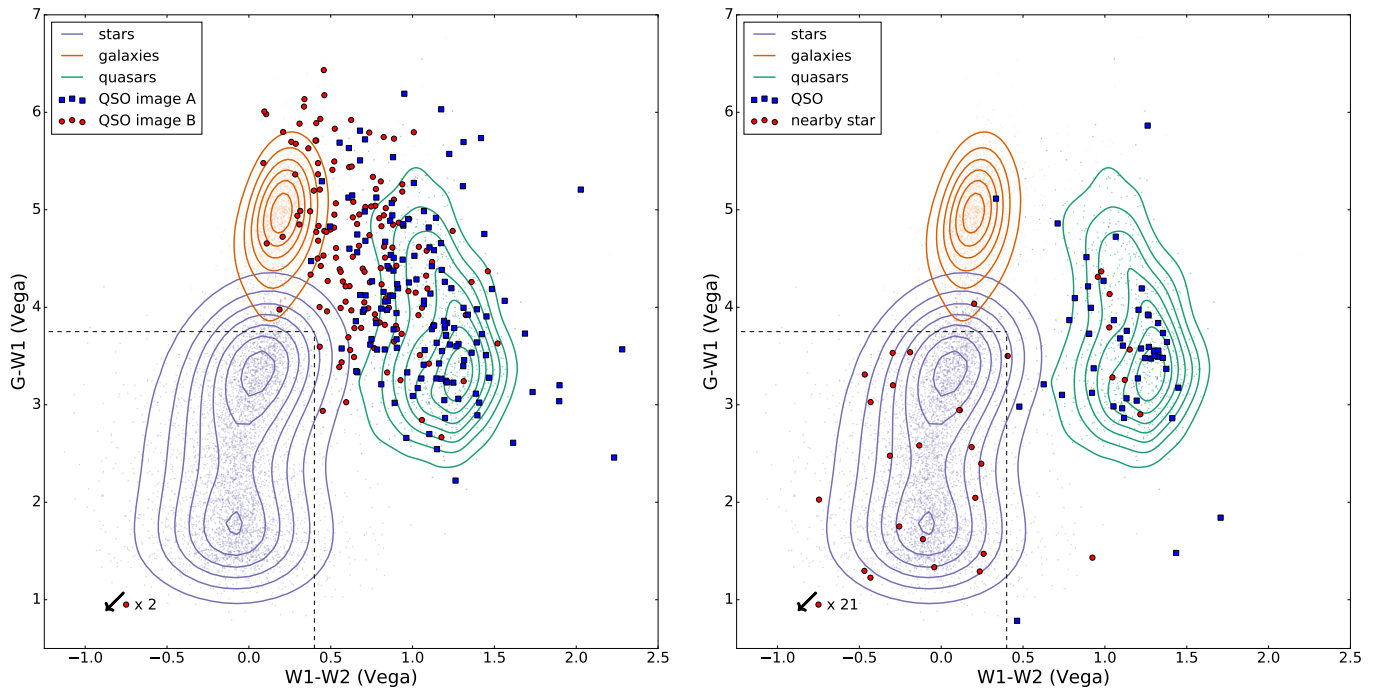 7
6
5
4
3
2
1
G-W1 (Vega)
stars
galaxies
quasars
QSO image A
QSO image B
x 2
−1.0 −0.5 0.0 0.5 1.0 1.5 2.0 2.5
W1-W2 (Vega)
7
6
5
4
3
2
1
G-W1 (Vega)
stars
galaxies
quasars
QSO
nearby star
x 21
−1.0 −0.5 0.0 0.5 1.0 1.5 2.0 2.5
W1-W2 (Vega)